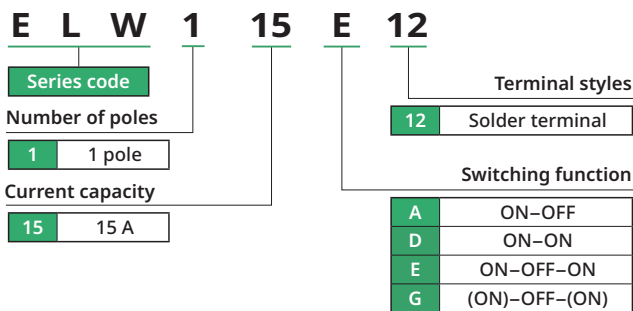 E L W 1 15 E 12
Series code
Number of poles
1 1 pole
Current capacity
15 15 A
Terminal styles
12 Solder terminal
Switching function
A ON–OFF
D ON–ON
E ON–OFF–ON
G (ON)–OFF–(ON)